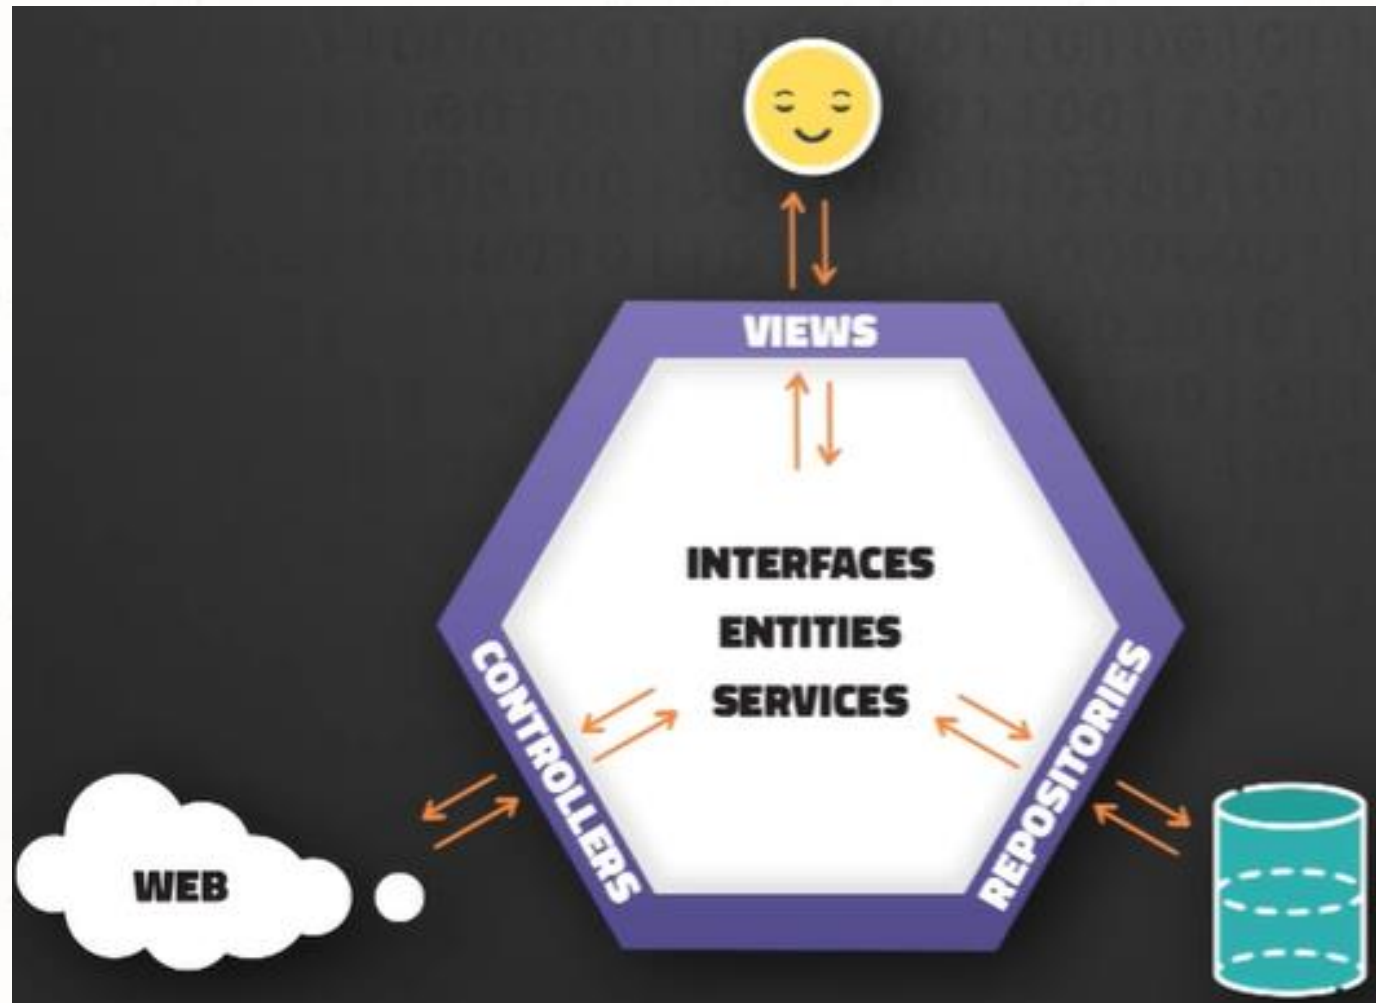 VIEWS
INTERFACES
ENTITIES
SERVICES
CONTROLLERS
REPOSITORIES
WEB